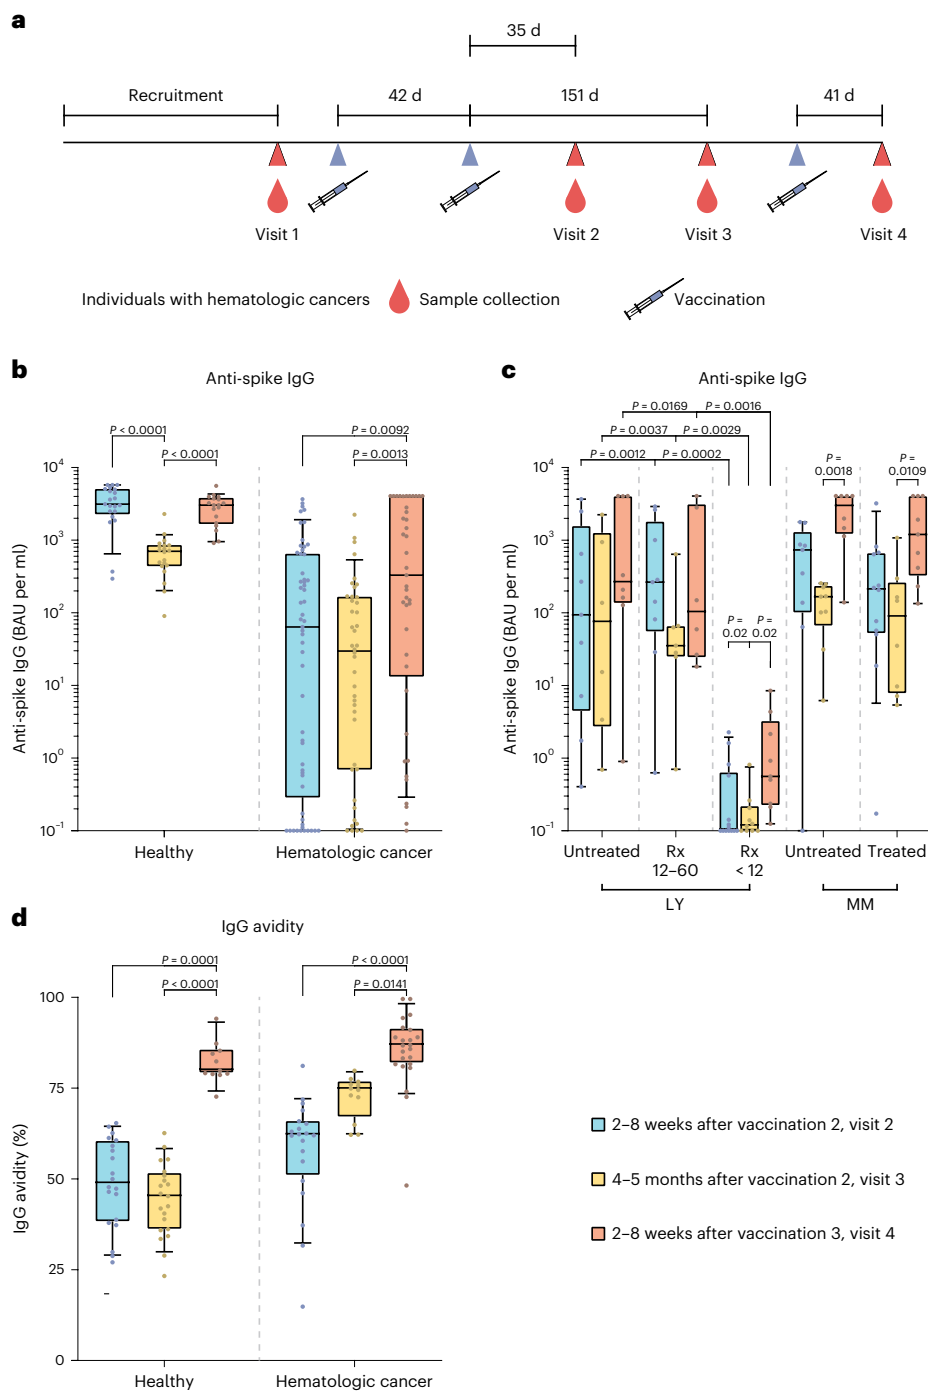 a
35 d
Recruitment
42 d
151 d
41 d
Visit 1
Visit 2
Visit 3
Visit 4
Individuals with hematologic cancers
Sample collection
Vaccination
b
Anti-spike IgG
P < 0.0001
P < 0.0001
P = 0.0092
P = 0.0013
Anti-spike IgG (BAU per ml)
10⁴
10³
10²
10¹
10⁰
10⁻¹
Healthy
Hematologic cancer
c
Anti-spike IgG
P = 0.0169
P = 0.0016
P = 0.0037
P = 0.0029
P = 0.0012
P = 0.0002
P =
0.0018
P =
0.0109
P =
0.02
P =
0.02
Anti-spike IgG (BAU per ml)
10⁴
10³
10²
10¹
10⁰
10⁻¹
Untreated
Rx
12–60
Rx
< 12
Untreated
Treated
LY
MM
d
IgG avidity
P = 0.0001
P < 0.0001
P < 0.0001
P = 0.0141
IgG avidity (%)
100
75
50
25
0
Healthy
Hematologic cancer
2–8 weeks after vaccination 2, visit 2
4–5 months after vaccination 2, visit 3
2–8 weeks after vaccination 3, visit 4